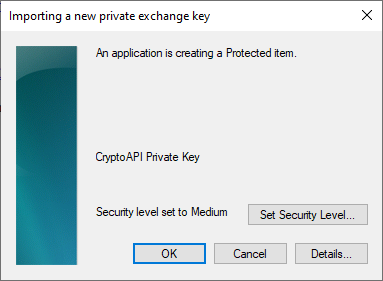 Importing a new private exchange key
An application is creating a Protected item.
CryptoAPI Private Key
Security level set to Medium
Set Security Level...
OK
Cancel
Details...